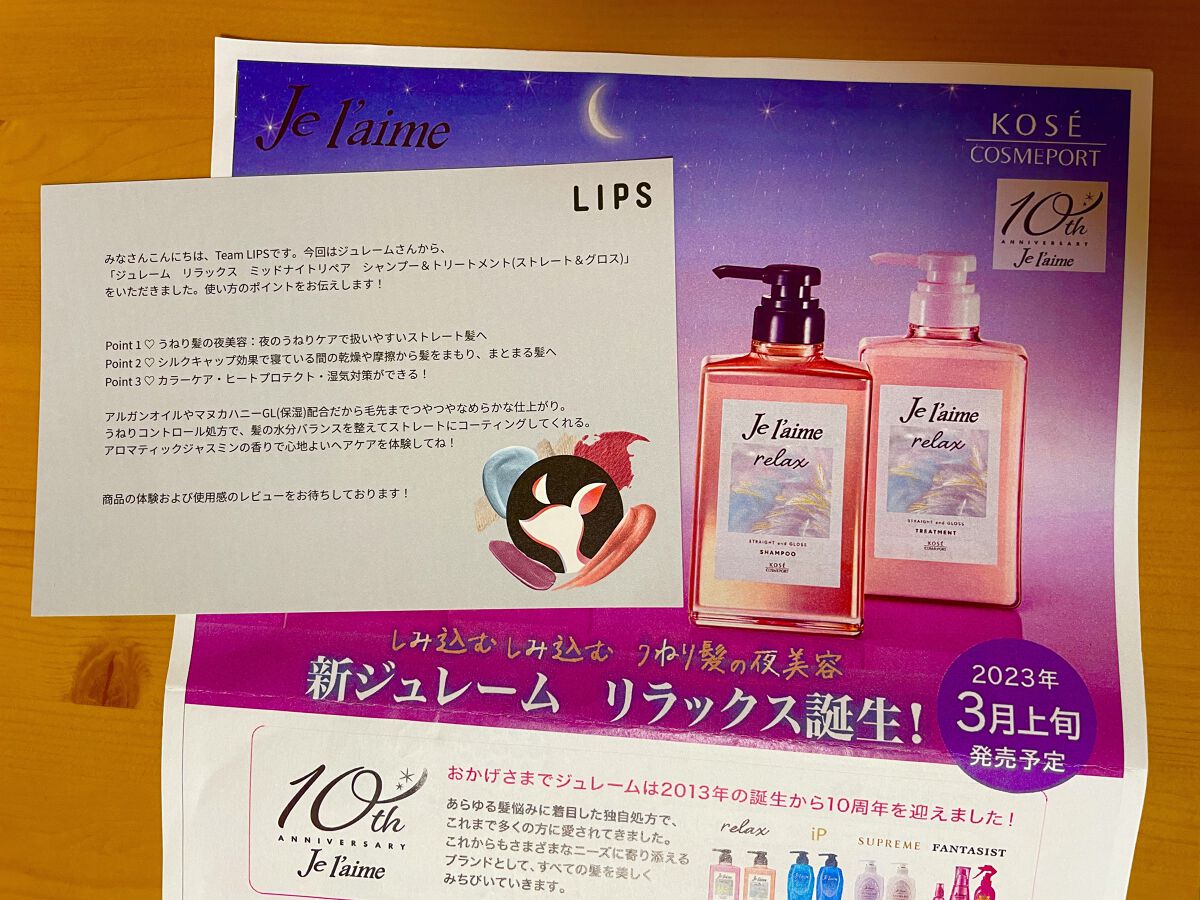 Je l'aime
KOSÉ
COSMEPORT
10th
ANNIVERSARY
Je l'aime
LIPS
みなさんこんにちは、Team LIPSです。今回はジュレームさんから、
「ジュレーム　リラックス　ミッドナイトリペア　シャンプー＆トリートメント(ストレート＆グロス)」
をいただきました。使い方のポイントをお伝えします！
Point 1 ♡ うねり髪の夜美容：夜のうねりケアで扱いやすいストレート髪へ
Point 2 ♡ シルクキャップ効果で寝ている間の乾燥や摩擦から髪をまもり、まとまる髪へ
Point 3 ♡ カラーケア・ヒートプロテクト・湿気対策ができる！
アルガンオイルやマヌカハニーGL(保湿)配合だから毛先までつやつやなめらかな仕上がり。
うねりコントロール処方で、髪の水分バランスを整えてストレートにコーティングしてくれる。
アロマティックジャスミンの香りで心地よいヘアケアを体験してね！
商品の体験および使用感のレビューをお待ちしております！
Je l'aime
relax
STRAIGHT and GLOSS
SHAMPOO
KOSÉ
COSMEPORT
Je l'aime
relax
STRAIGHT and GLOSS
TREATMENT
KOSÉ
COSMEPORT
しみ込む しみ込む　うねり髪の夜美容
新ジュレーム　リラックス誕生！
2023年
3月上旬
発売予定
10th
ANNIVERSARY
Je l'aime
おかげさまでジュレームは2013年の誕生から10周年を迎えました！
あらゆる髪悩みに着目した独自処方で、
これまで多くの方に愛されてきました。
これからもさまざまなニーズに寄り添える
ブランドとして、すべての髪を美しく
みちびいていきます。
relax
iP
SUPREME
FANTASIST